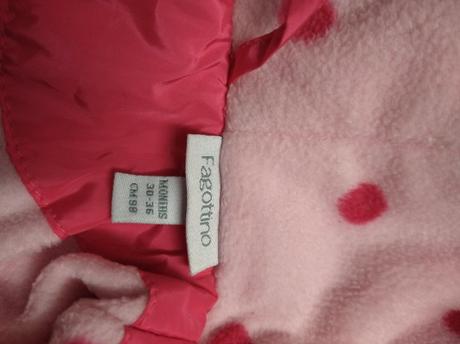 Fagottino
MONTHS
30-36
CM 98